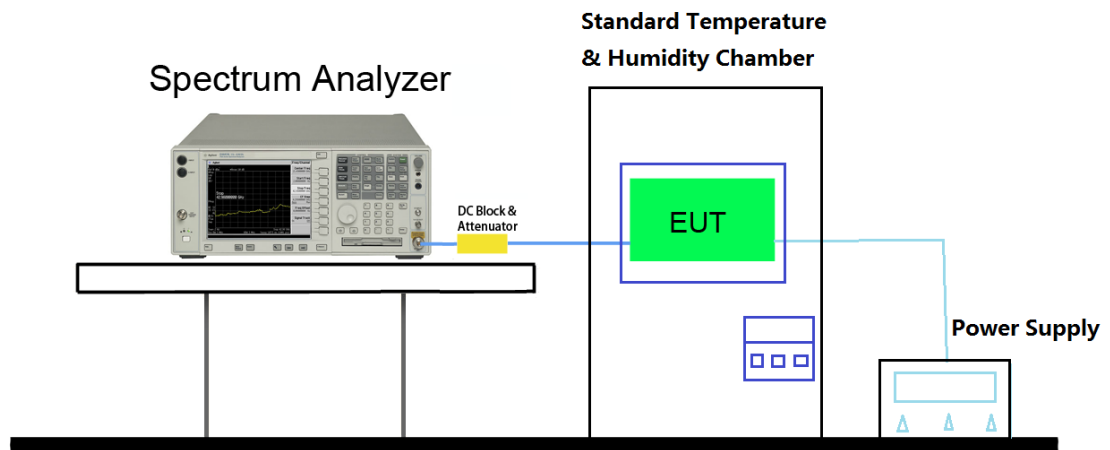 Standard Temperature
& Humidity Chamber
Spectrum Analyzer
DC Block &
Attenuator
EUT
Power Supply